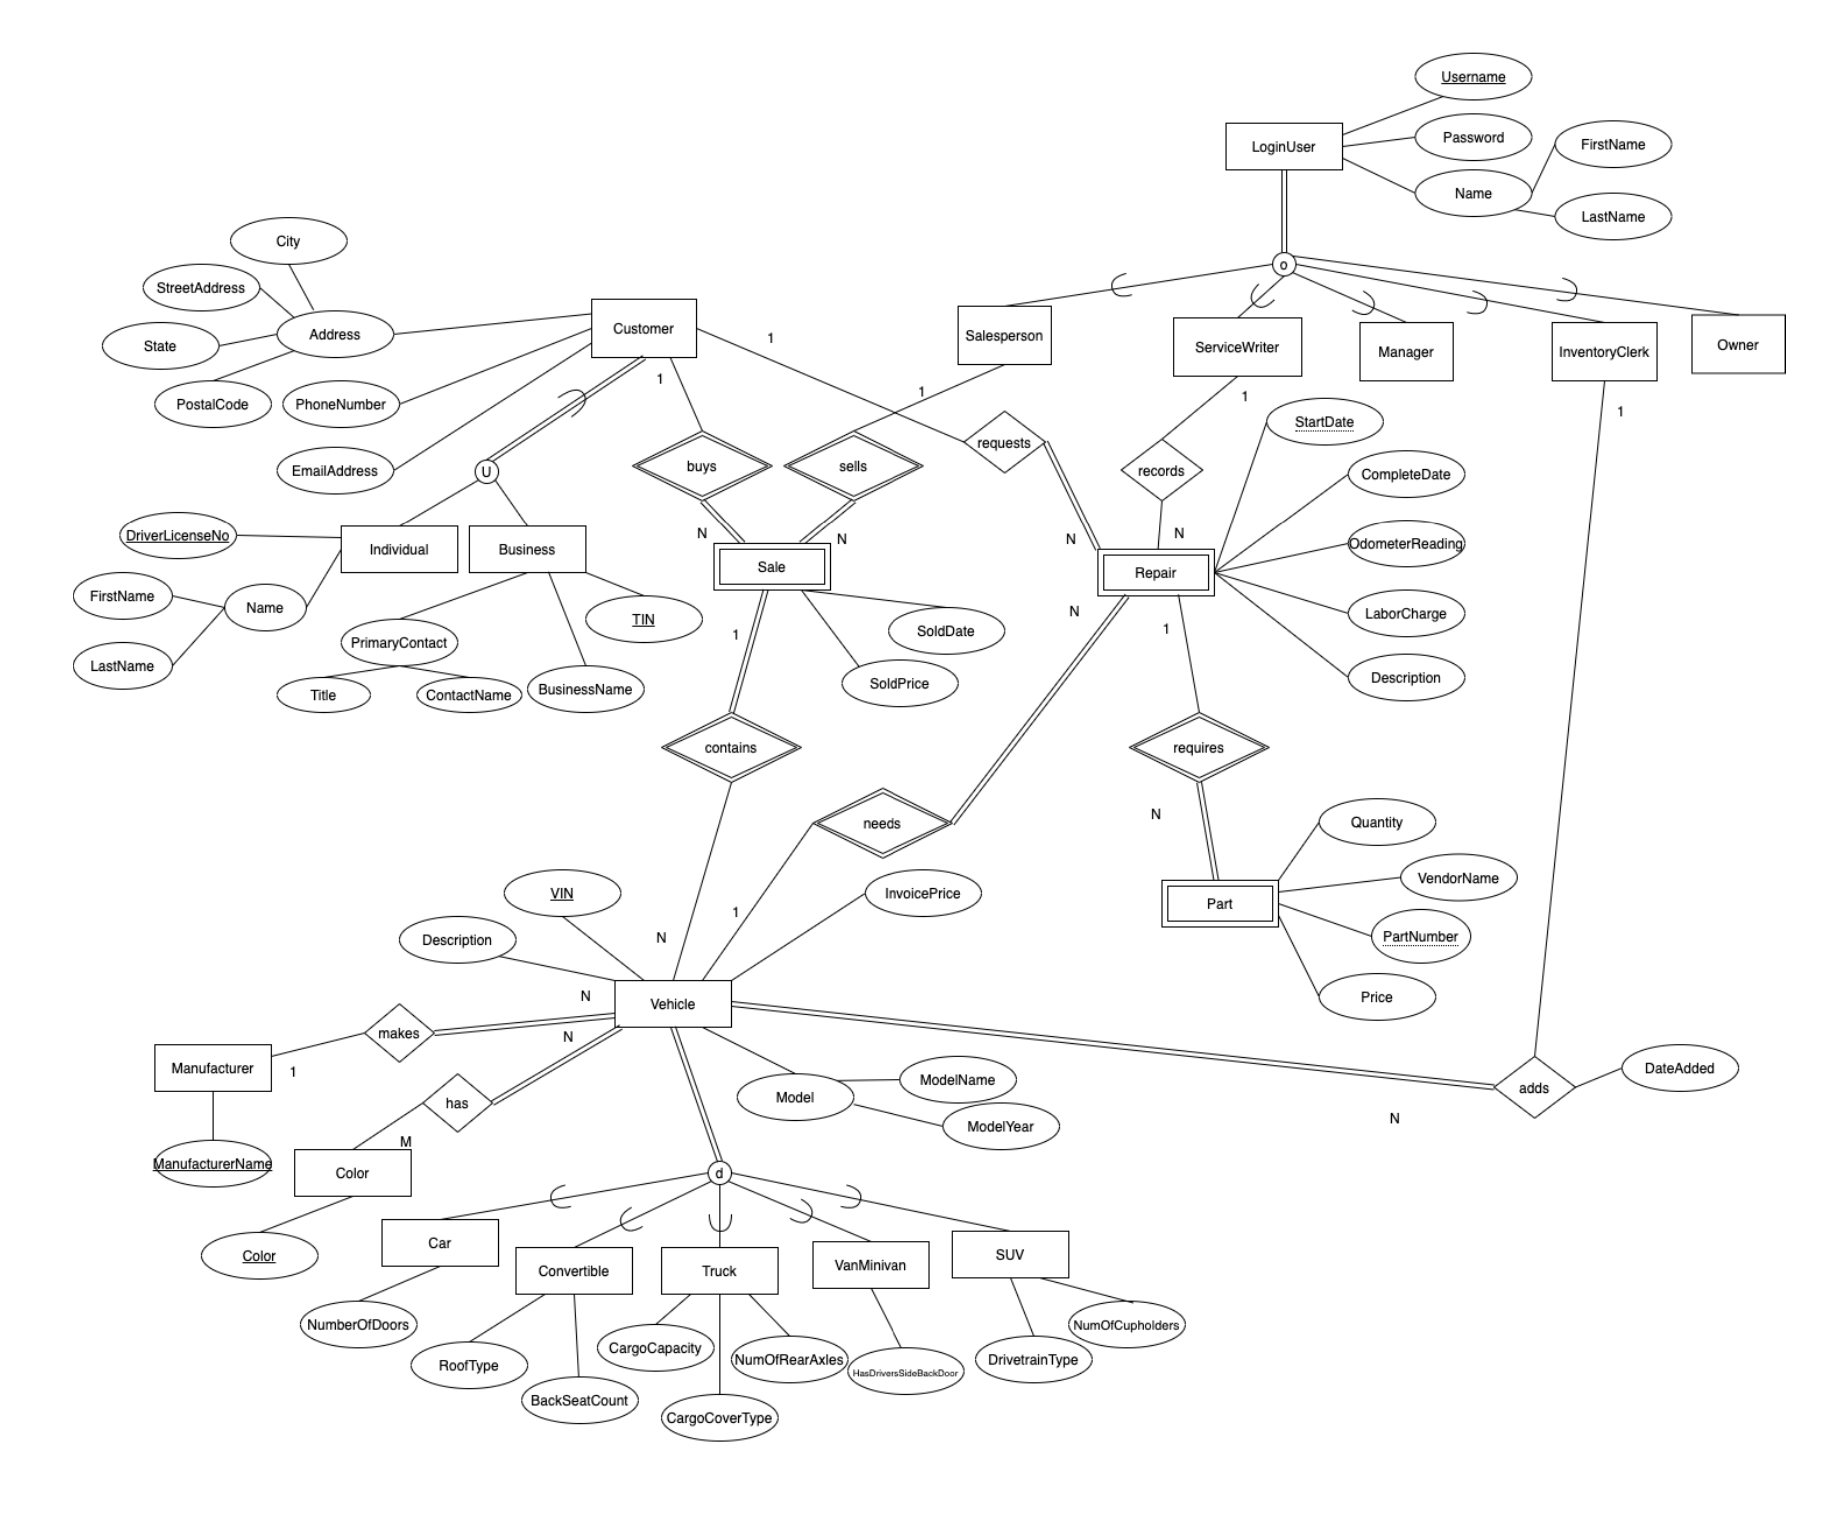 Username
LoginUser
Password
FirstName
Name
LastName
City
StreetAddress
State
Address
PostalCode
PhoneNumber
EmailAddress
Customer
1
1
o
Salesperson
ServiceWriter
Manager
InventoryClerk
Owner
1
1
1
U
buys
sells
requests
records
StartDate
CompleteDate
OdometerReading
LaborCharge
Description
DriverLicenseNo
Individual
Business
FirstName
Name
LastName
PrimaryContact
TIN
Title
ContactName
BusinessName
N
N
N
N
Sale
Repair
SoldDate
SoldPrice
1
N
1
contains
requires
needs
N
Quantity
VendorName
Part
PartNumber
Price
VIN
InvoicePrice
Description
1
N
N
Vehicle
N
makes
Manufacturer
1
ManufacturerName
has
M
Color
Color
Model
ModelName
ModelYear
adds
DateAdded
N
d
Car
Convertible
Truck
VanMinivan
SUV
NumberOfDoors
RoofType
BackSeatCount
CargoCapacity
CargoCoverType
NumOfRearAxles
HasDriversSideBackDoor
DrivetrainType
NumOfCupholders